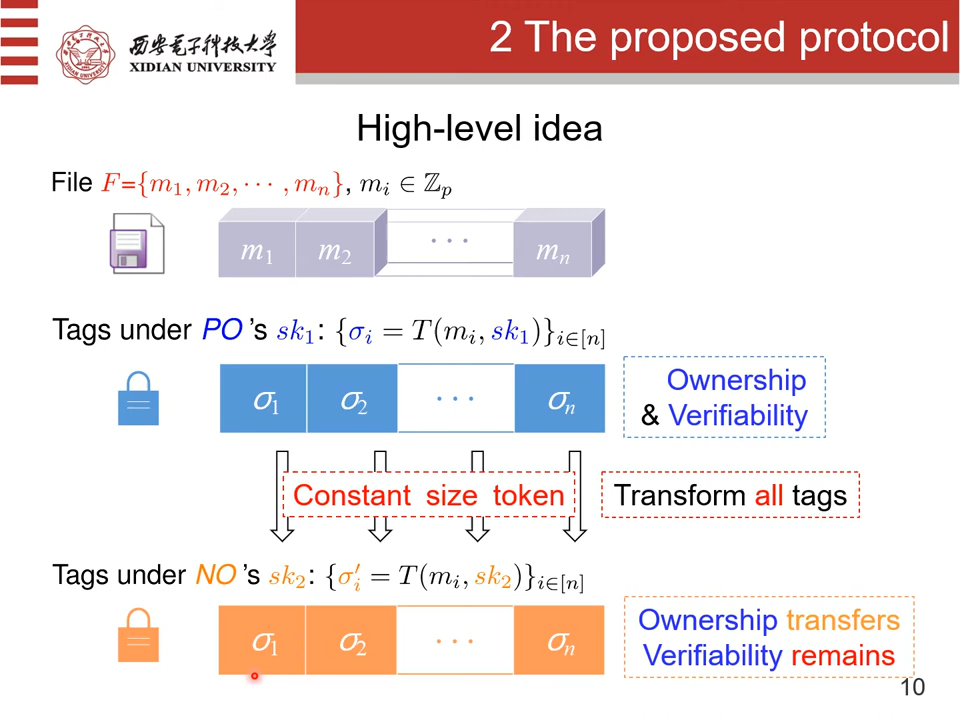 西安电子科技大学
XIDIAN UNIVERSITY
2 The proposed protocol
High-level idea
File F={m₁, m₂, ⋯ , mₙ}, mᵢ ∈ ℤₚ
m₁ m₂ ⋯ mₙ
Tags under PO 's sk₁: {σᵢ = T(mᵢ, sk₁)}ᵢ∈[ₙ]
σ₁ σ₂ ⋯ σₙ
Ownership
& Verifiability
Constant size token
Transform all tags
Tags under NO 's sk₂: {σ′ᵢ = T(mᵢ, sk₂)}ᵢ∈[ₙ]
σ₁ σ₂ ⋯ σₙ
Ownership transfers
Verifiability remains
10